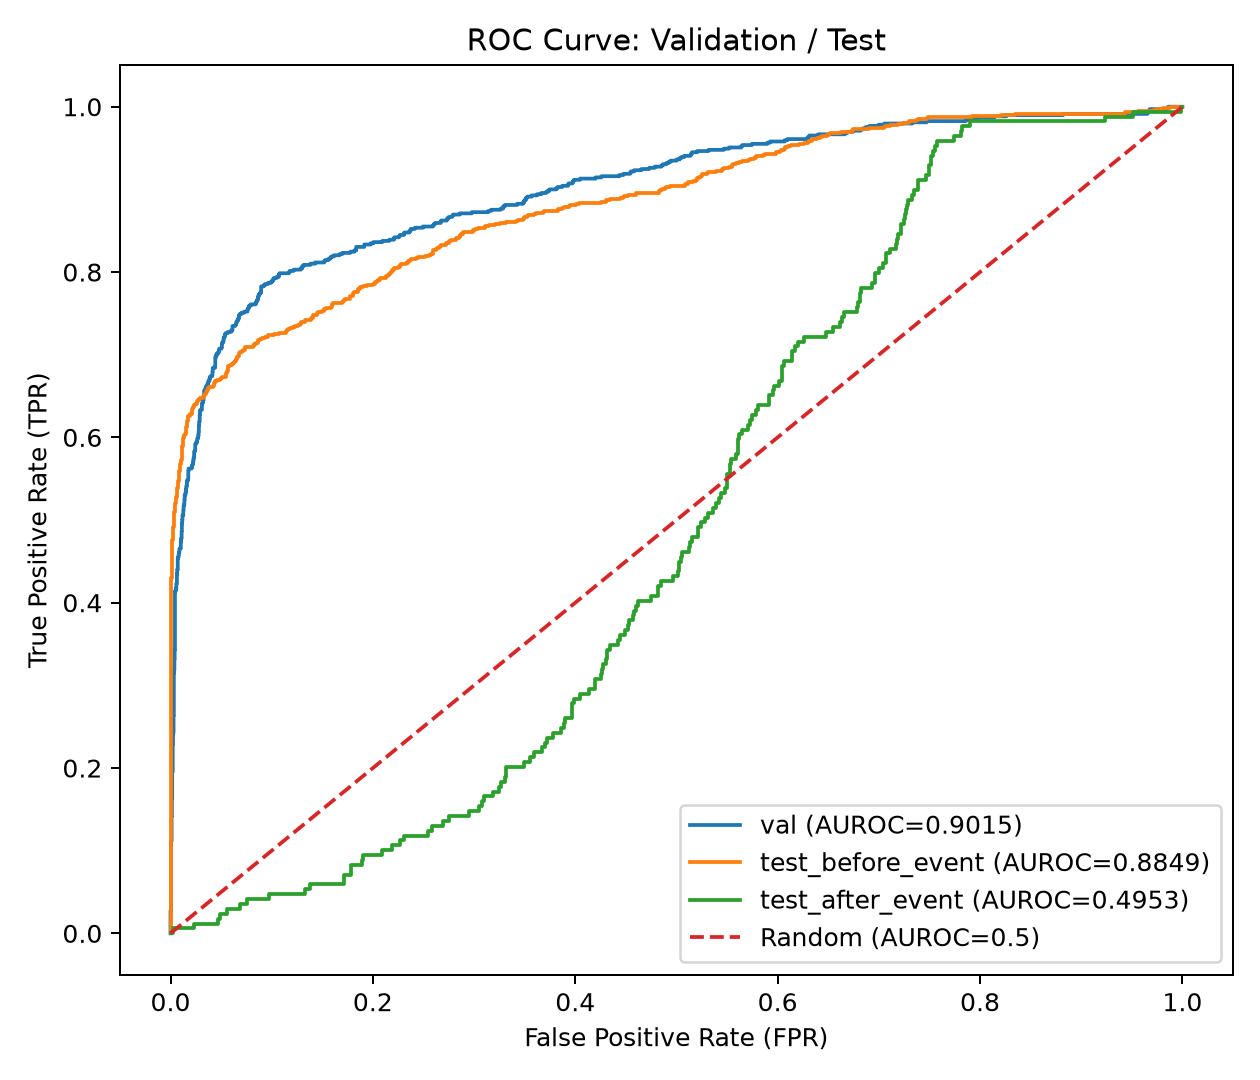 ROC Curve: Validation / Test
True Positive Rate (TPR)
1.0
0.8
0.6
0.4
0.2
0.0
val (AUROC=0.9015)
test_before_event (AUROC=0.8849)
test_after_event (AUROC=0.4953)
Random (AUROC=0.5)
0.0 0.2 0.4 0.6 0.8 1.0
False Positive Rate (FPR)